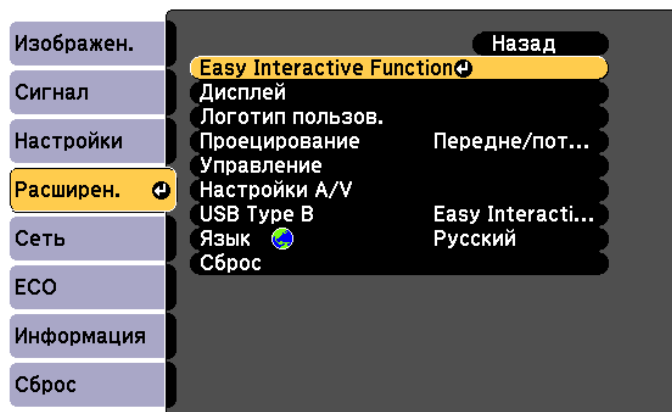 Изображен.
Сигнал
Настройки
Расширен.
Сеть
ECO
Информация
Сброс
Назад
Easy Interactive Function
Дисплей
Логотип пользов.
Проецирование Передне/пот...
Управление
Настройки A/V
USB Type B Easy Interacti...
Язык Русский
Сброс